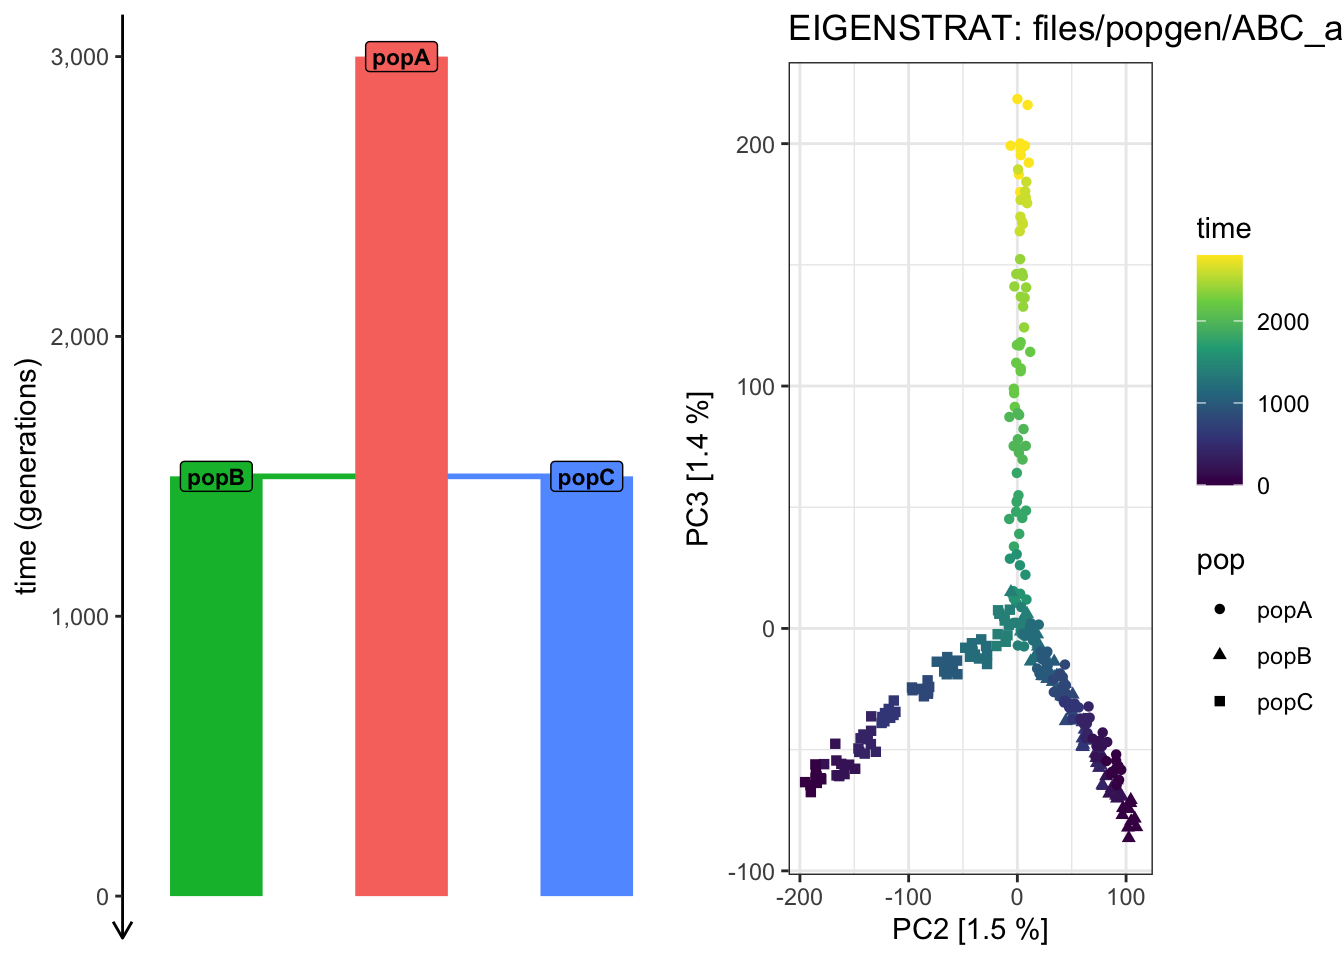 time (generations)
3,000
2,000
1,000
0
popA
popB
popC
EIGENSTRAT: files/popgen/ABC_a
PC3 [1.4 %]
200
100
0
-100
-200
-100
0
100
PC2 [1.5 %]
time
2000
1000
0
pop
popA
popB
popC